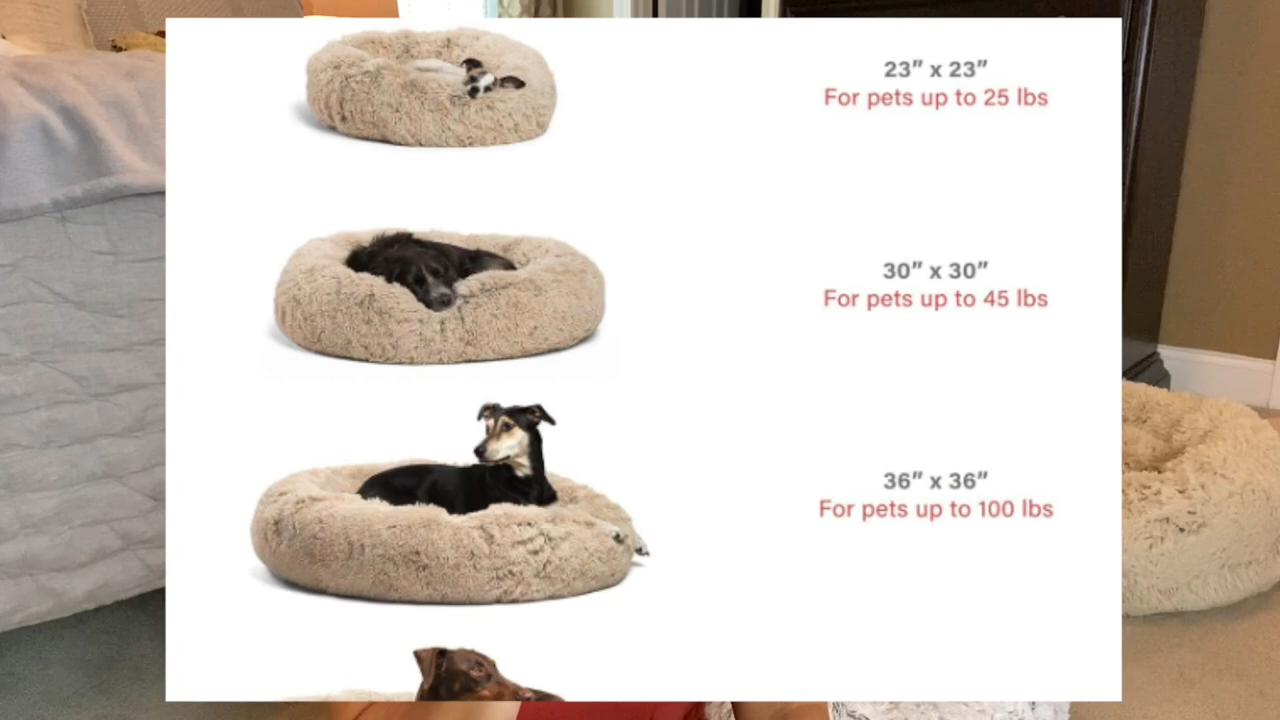 23” x 23”
For pets up to 25 lbs
30” x 30”
For pets up to 45 lbs
36” x 36”
For pets up to 100 lbs